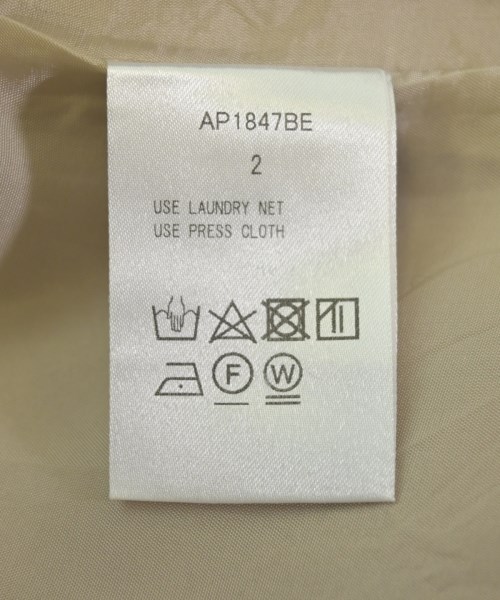 AP1847BE
2
USE LAUNDRY NET
USE PRESS CLOTH
F W